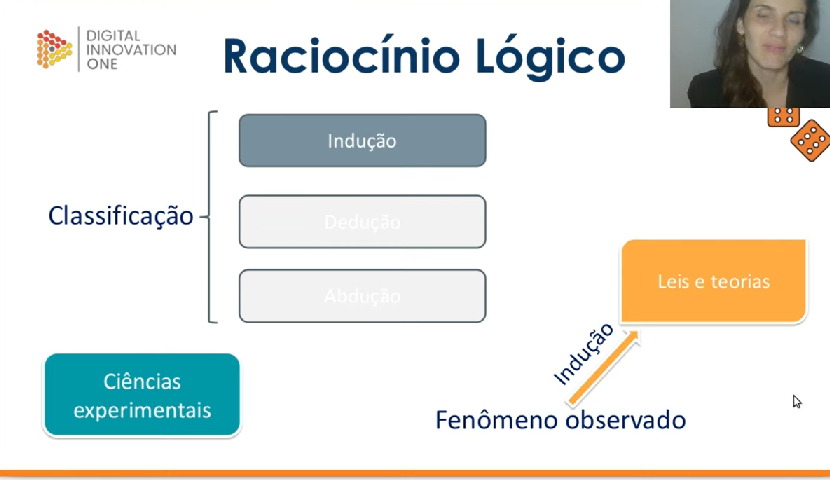 DIGITAL
INNOVATION
ONE
Raciocínio Lógico
Indução
Classificação
Dedução
Abdução
Leis e teorias
Indução
Ciências
experimentais
Fenômeno observado